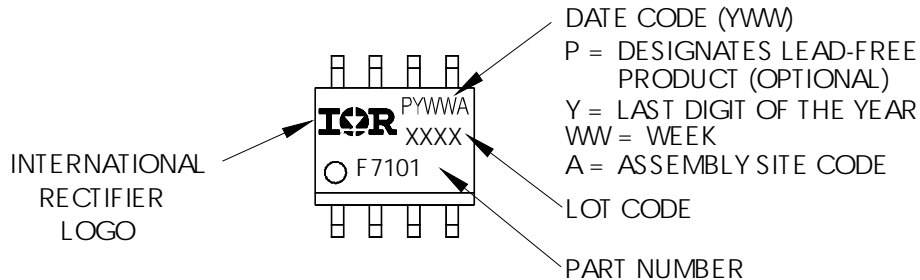 DATE CODE (YWW)
P = DESIGNATES LEAD-FREE
PRODUCT (OPTIONAL)
Y = LAST DIGIT OF THE YEAR
WW = WEEK
A = ASSEMBLY SITE CODE
LOT CODE
PART NUMBER
INTERNATIONAL
RECTIFIER
LOGO
IOR
PYWWA
XXXX
F7101